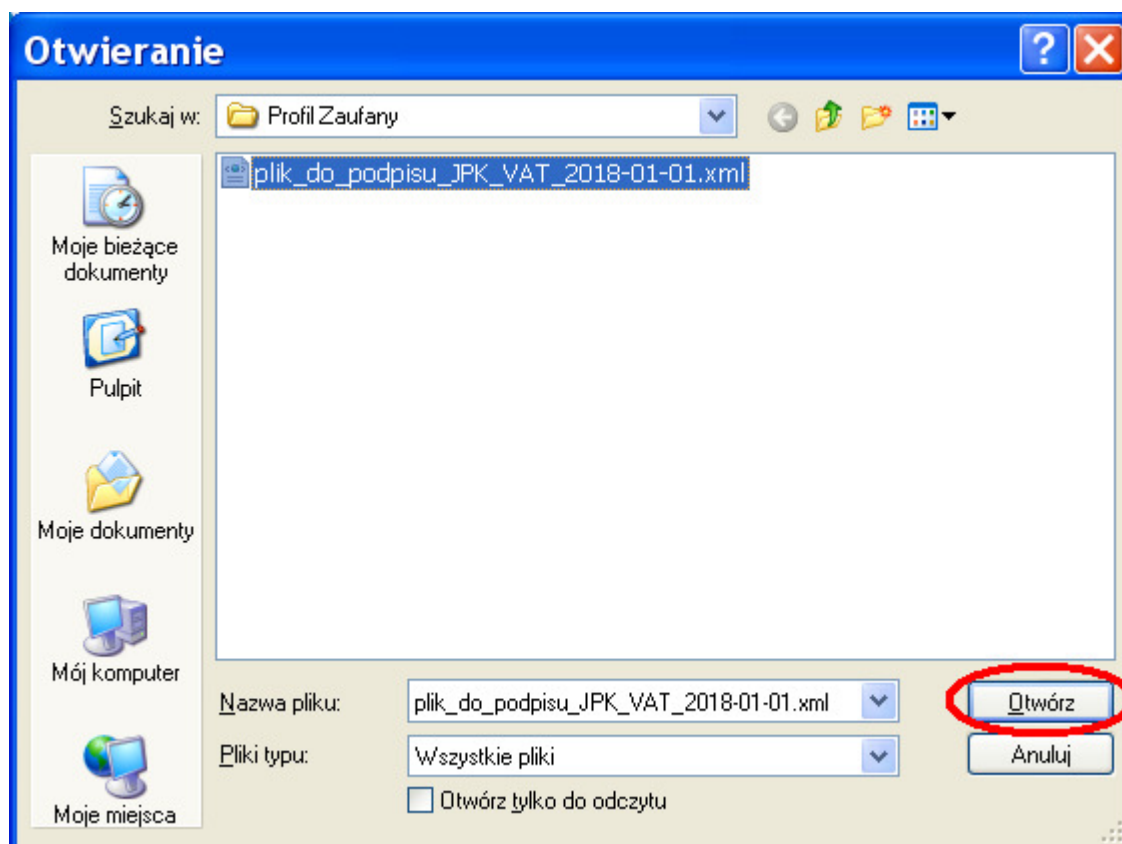 Otwieranie
Szukaj w:
Profil Zaufany
plik_do_podpisu_JPK_VAT_2018-01-01.xml
Moje bieżące
dokumenty
Pulpit
Moje dokumenty
Mój komputer
Moje miejsca
Nazwa pliku:
plik_do_podpisu_JPK_VAT_2018-01-01.xml
Otwórz
Pliki typu:
Wszystkie pliki
Anuluj
Otwórz tylko do odczytu